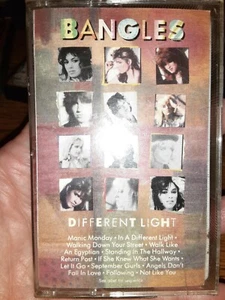 BANGLES
DIFFERENT LIGHT
Manic Monday • In A Different Light •
Walking Down Your Street • Walk Like
An Egyptian • Standing In The Hallway •
Return Post • If She Knew What She Wants •
Let It Go • September Gurls • Angels Don't
Fall In Love • Following • Not Like You